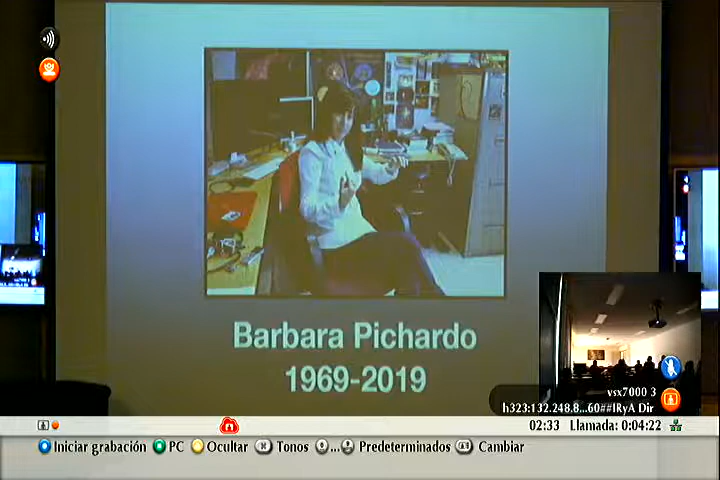 Barbara Pichardo
1969-2019
vsx7000 3
h323:132.248.8...60##IRyA Dir
02:33 Llamada: 0:04:22
Iniciar grabación PC Ocultar Tonos ... Predeterminados Cambiar